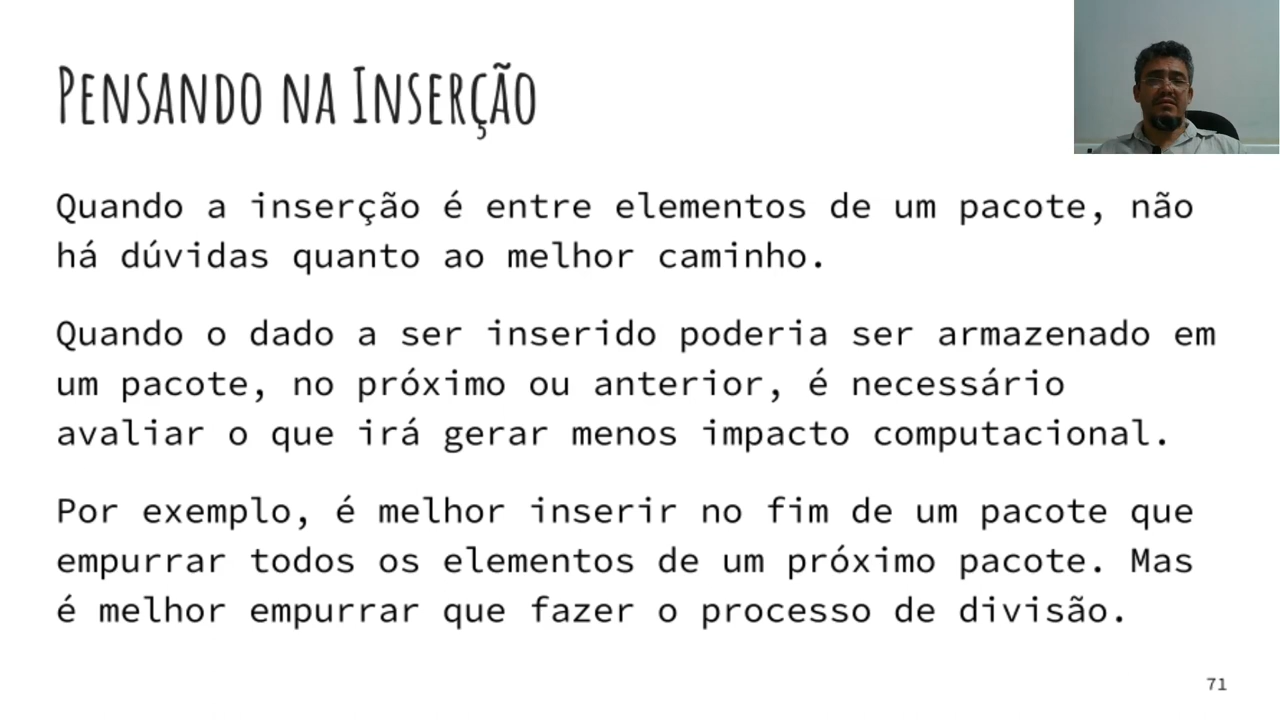 Pensando na Inserção
Quando a inserção é entre elementos de um pacote, não
há dúvidas quanto ao melhor caminho.
Quando o dado a ser inserido poderia ser armazenado em
um pacote, no próximo ou anterior, é necessário
avaliar o que irá gerar menos impacto computacional.
Por exemplo, é melhor inserir no fim de um pacote que
empurrar todos os elementos de um próximo pacote. Mas
é melhor empurrar que fazer o processo de divisão.
71